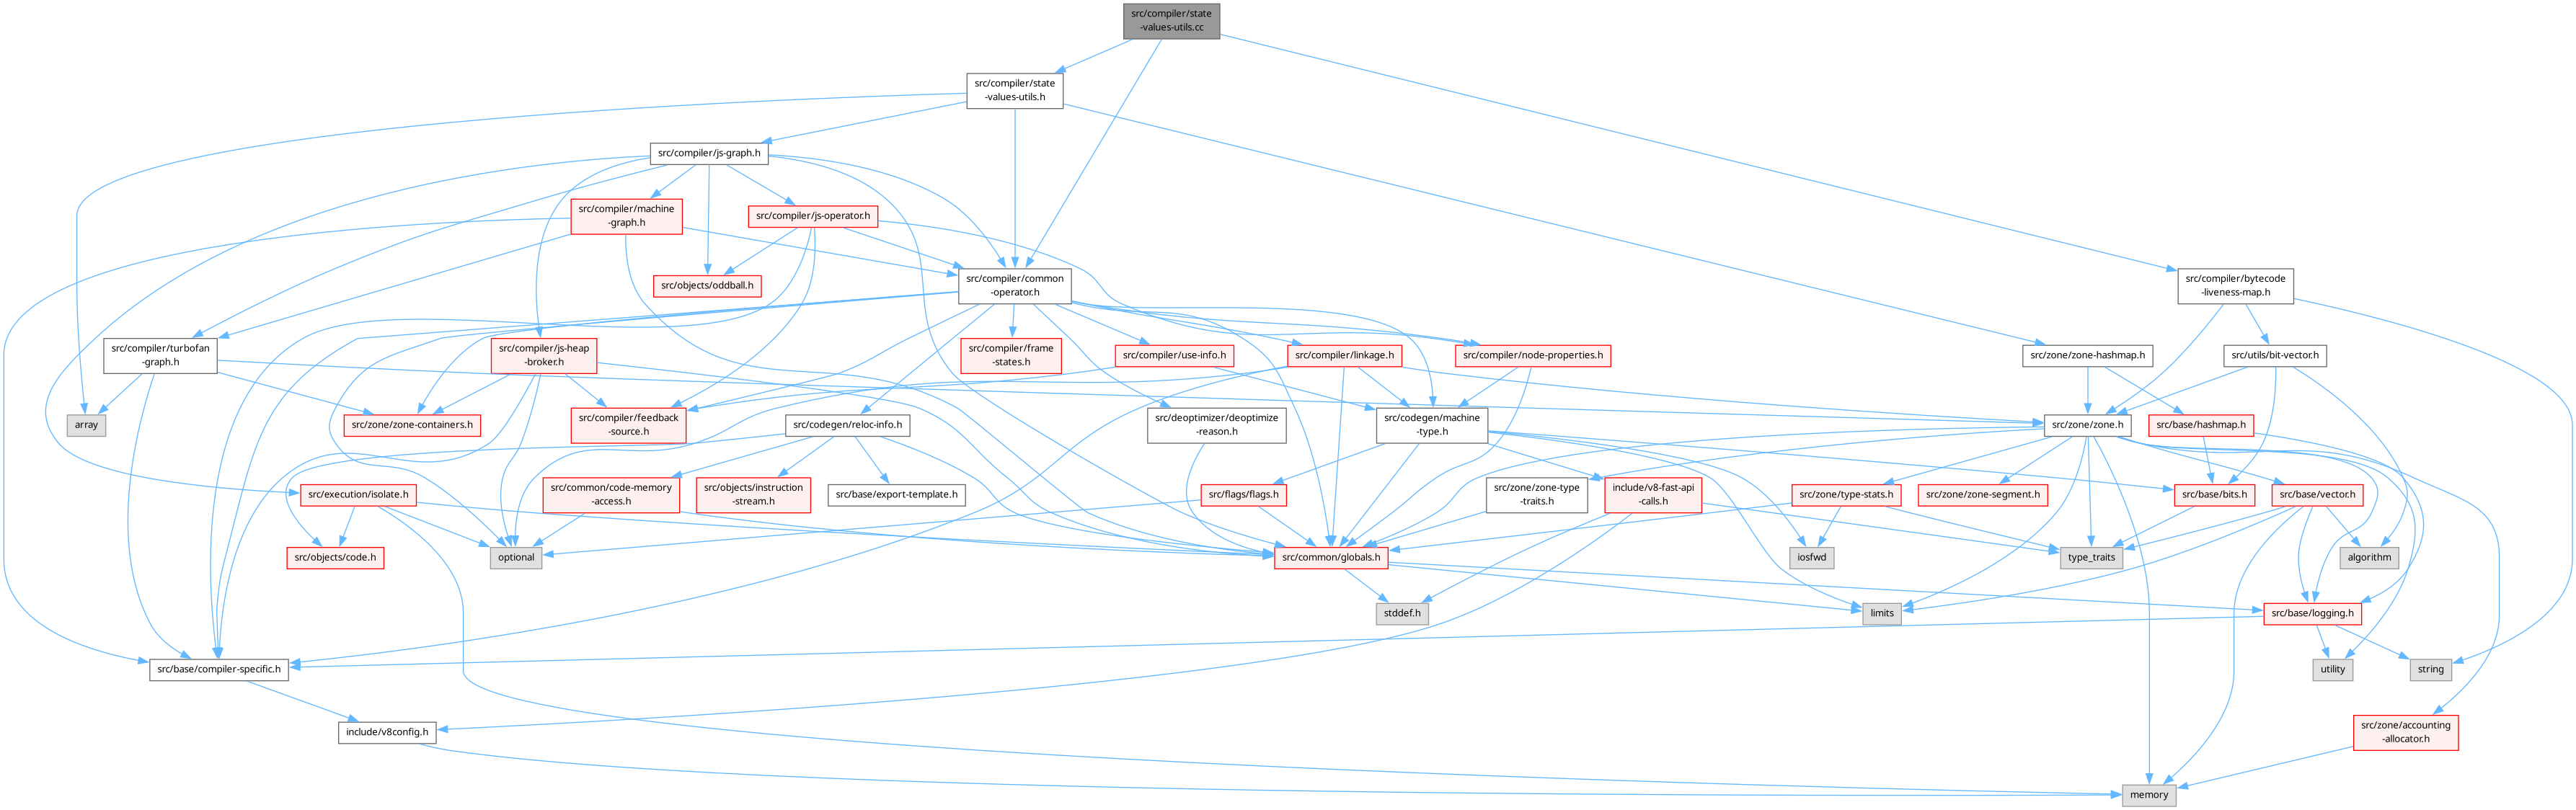 src/compiler/state
-values-utils.cc
src/compiler/state
-values-utils.h
src/compiler/js-graph.h
src/compiler/machine
-graph.h
src/compiler/js-operator.h
src/objects/oddball.h
src/compiler/common
-operator.h
src/compiler/bytecode
-liveness-map.h
src/compiler/turbofan
-graph.h
src/compiler/js-heap
-broker.h
src/compiler/frame
-states.h
src/compiler/use-info.h
src/compiler/linkage.h
src/compiler/node-properties.h
src/zone/zone-hashmap.h
src/utils/bit-vector.h
array
src/zone/zone-containers.h
src/compiler/feedback
-source.h
src/codegen/reloc-info.h
src/deoptimizer/deoptimize
-reason.h
src/codegen/machine
-type.h
src/zone/zone.h
src/base/hashmap.h
src/execution/isolate.h
src/common/code-memory
-access.h
src/objects/instruction
-stream.h
src/base/export-template.h
src/flags/flags.h
src/zone/zone-type
-traits.h
include/v8-fast-api
-calls.h
src/zone/type-stats.h
src/zone/zone-segment.h
src/base/bits.h
src/base/vector.h
src/objects/code.h
optional
src/common/globals.h
iosfwd
type_traits
algorithm
stddef.h
limits
src/base/logging.h
src/base/compiler-specific.h
utility
string
include/v8config.h
src/zone/accounting
-allocator.h
memory